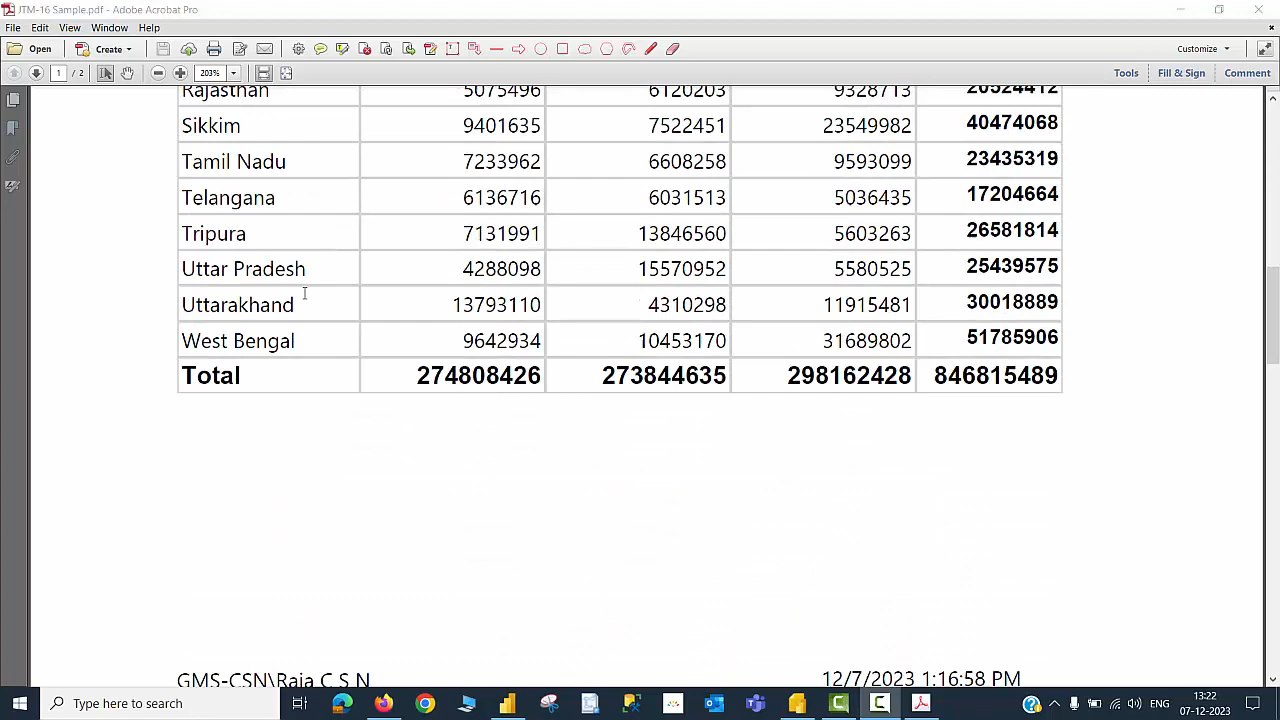 JTM-16 Sample.pdf - Adobe Acrobat Pro
File Edit View Window Help
Open Create Customize
1 / 2 203% Tools Fill & Sign Comment
Rajasthan 5075496 6120203 9328713 20524412
Sikkim 9401635 7522451 23549982 40474068
Tamil Nadu 7233962 6608258 9593099 23435319
Telangana 6136716 6031513 5036435 17204664
Tripura 7131991 13846560 5603263 26581814
Uttar Pradesh 4288098 15570952 5580525 25439575
Uttarakhand 13793110 4310298 11915481 30018889
West Bengal 9642934 10453170 31689802 51785906
Total 274808426 273844635 298162428 846815489
GMS-CSN\Raja C S N 12/7/2023 1:16:58 PM
Type here to search ENG 13:22
07-12-2023